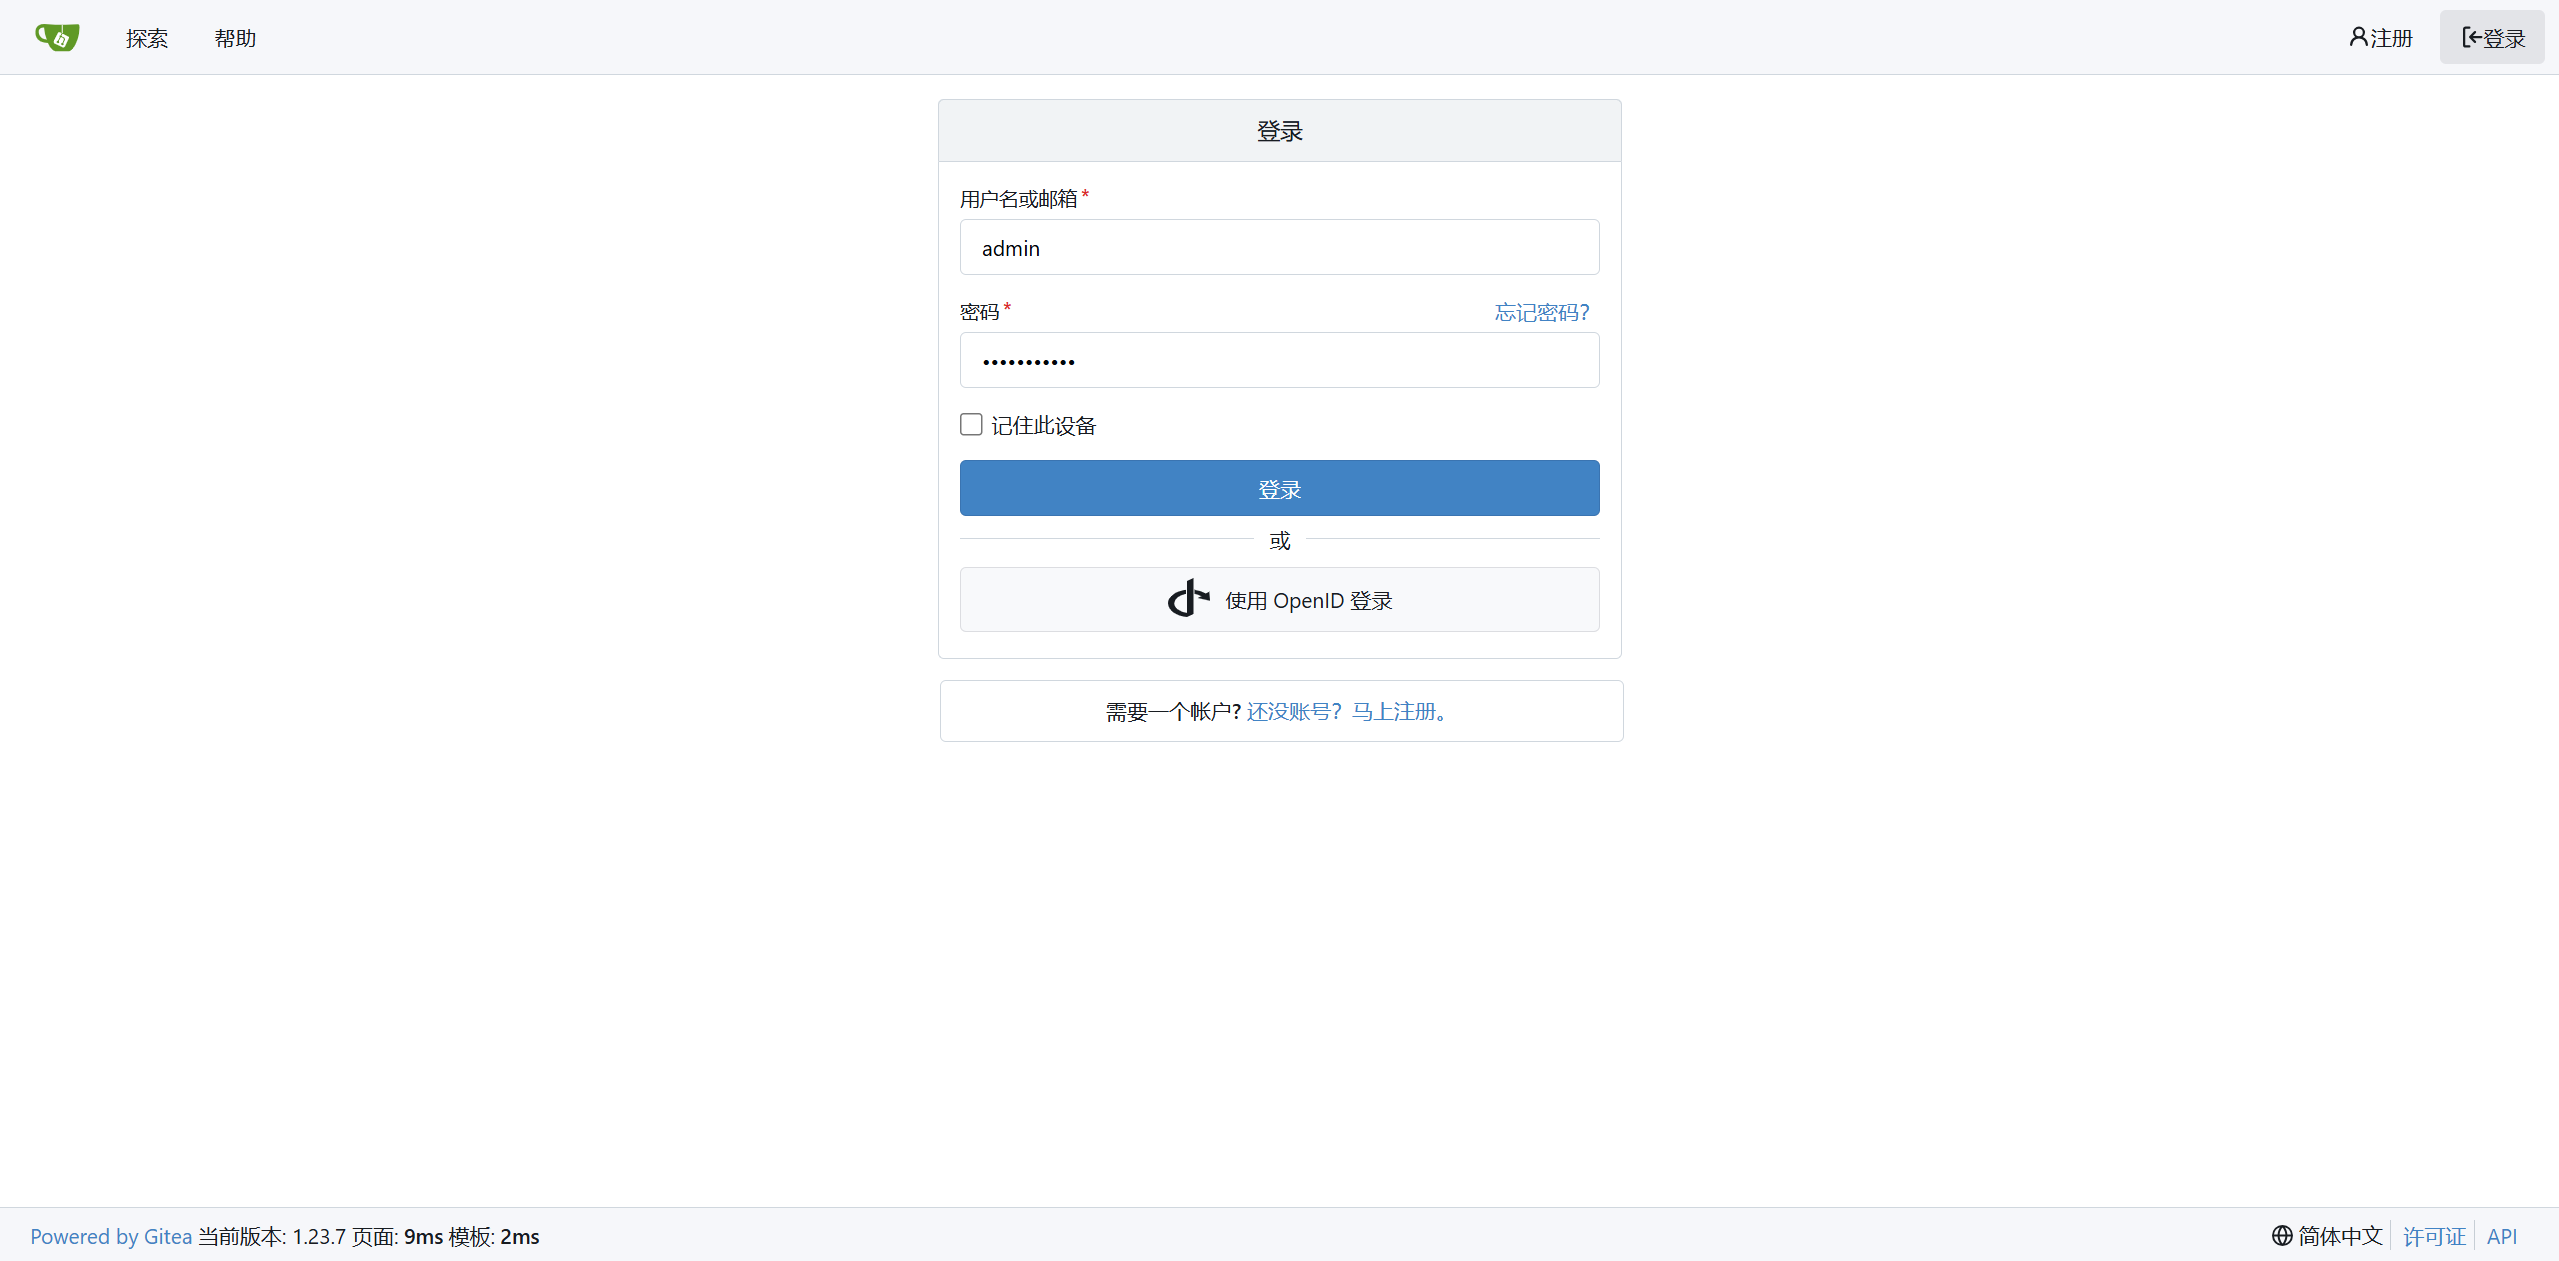 探索 帮助 注册 登录
登录
用户名或邮箱*
admin
密码* 忘记密码?
•••••••••••
记住此设备
登录
或
使用 OpenID 登录
需要一个帐户? 还没账号？马上注册。
Powered by Gitea 当前版本: 1.23.7 页面: 9ms 模板: 2ms 简体中文 许可证 API